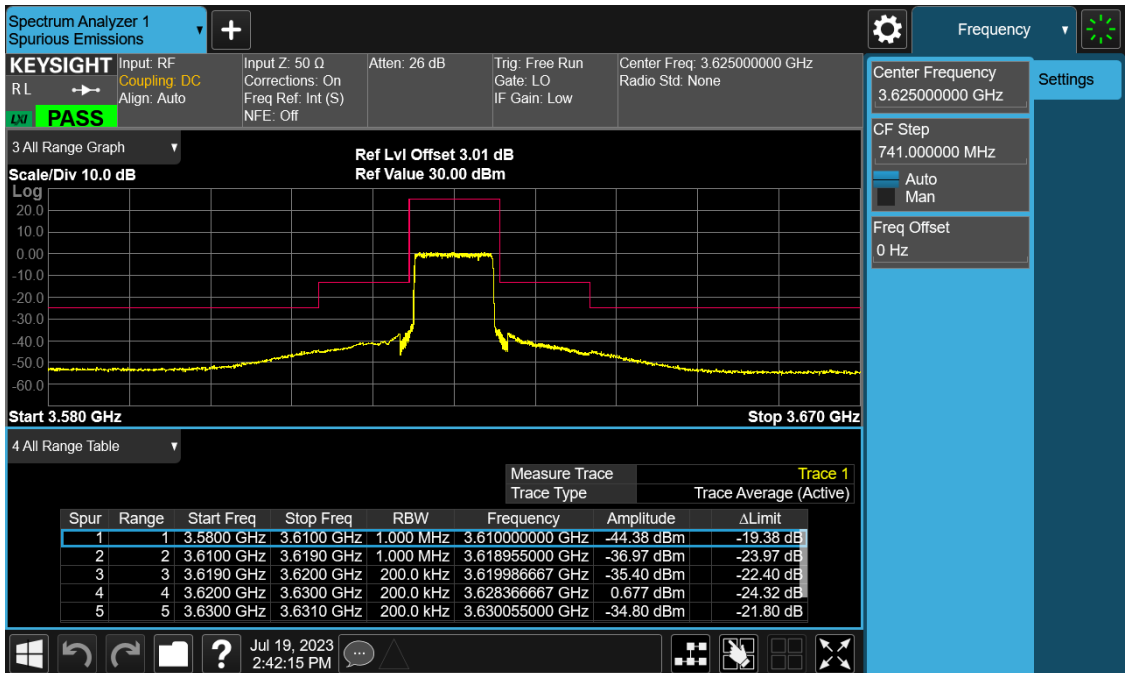 Spectrum Analyzer 1
Spurious Emissions
+
Frequency
KEYSIGHT
R L
LXI
PASS
Input: RF
Coupling: DC
Align: Auto
Input Z: 50 Ω
Corrections: On
Freq Ref: Int (S)
NFE: Off
Atten: 26 dB
Trig: Free Run
Gate: LO
IF Gain: Low
Center Freq: 3.625000000 GHz
Radio Std: None
Center Frequency
3.625000000 GHz
Settings
CF Step
741.000000 MHz
Auto
Man
Freq Offset
0 Hz
3 All Range Graph
Ref Lvl Offset 3.01 dB
Scale/Div 10.0 dB
Ref Value 30.00 dBm
Log
20.0
10.0
0.00
-10.0
-20.0
-30.0
-40.0
-50.0
-60.0
Start 3.580 GHz
Stop 3.670 GHz
4 All Range Table
Measure Trace Trace 1
Trace Type Trace Average (Active)
Spur Range Start Freq Stop Freq RBW Frequency Amplitude ΔLimit
1 1 3.5800 GHz 3.6100 GHz 1.000 MHz 3.610000000 GHz -44.38 dBm -19.38 dB
2 2 3.6100 GHz 3.6190 GHz 1.000 MHz 3.618955000 GHz -36.97 dBm -23.97 dB
3 3 3.6190 GHz 3.6200 GHz 200.0 kHz 3.619986667 GHz -35.40 dBm -22.40 dB
4 4 3.6200 GHz 3.6300 GHz 200.0 kHz 3.628366667 GHz 0.677 dBm -24.32 dB
5 5 3.6300 GHz 3.6310 GHz 200.0 kHz 3.630055000 GHz -34.80 dBm -21.80 dB
?
Jul 19, 2023
2:42:15 PM